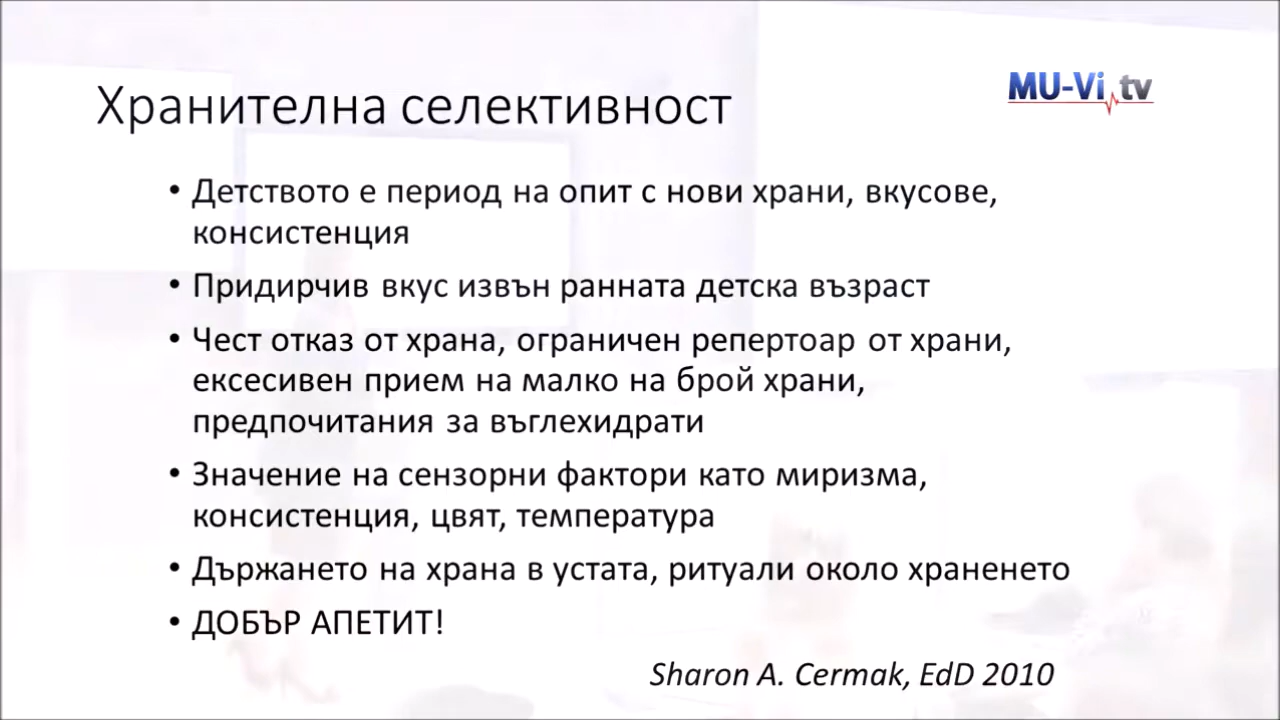 Хранителна селективност
MU-Vi.tv
• Детството е период на опит с нови храни, вкусове,
консистенция
• Придирчив вкус извън ранната детска възраст
• Чест отказ от храна, ограничен репертоар от храни,
ексесивен прием на малко на брой храни,
предпочитания за въглехидрати
• Значение на сензорни фактори като миризма,
консистенция, цвят, температура
• Държането на храна в устата, ритуали около храненето
• ДОБЪР АПЕТИТ!
Sharon A. Cermak, EdD 2010